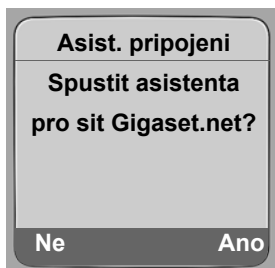 Asist. pripojeni
Spustit asistenta
pro sit Gigaset.net?
Ne Ano